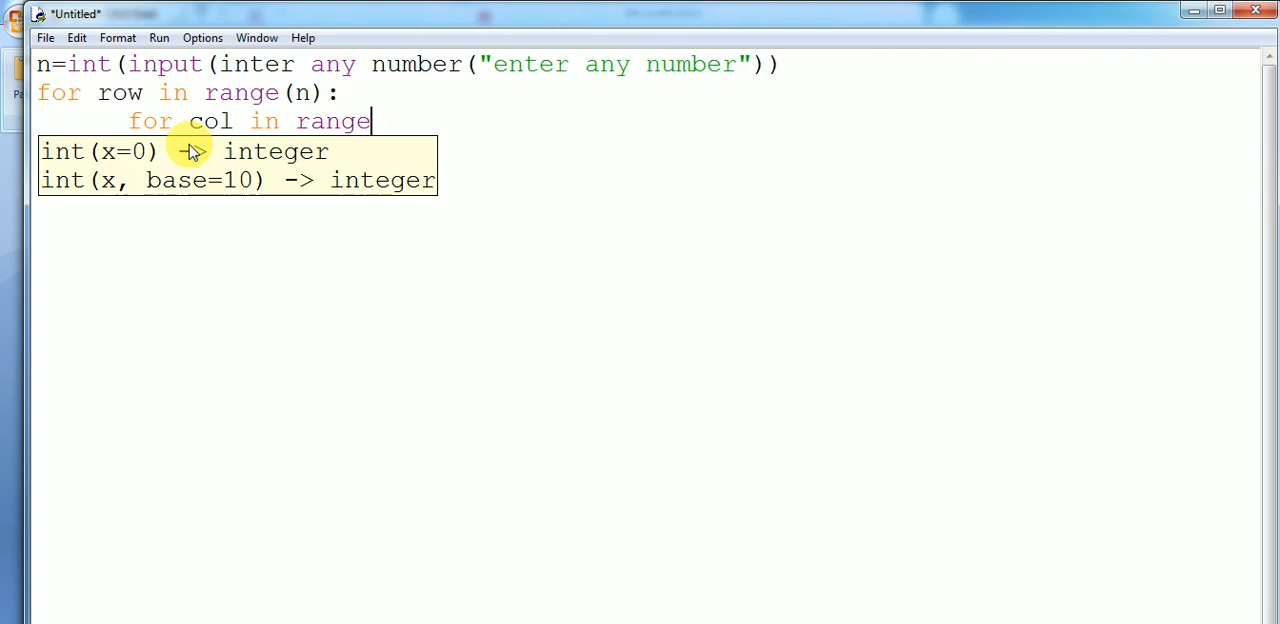 *Untitled*
File Edit Format Run Options Window Help
n=int(input(inter any number("enter any number"))
for row in range(n):
for col in range
int(x=0) -> integer
int(x, base=10) -> integer